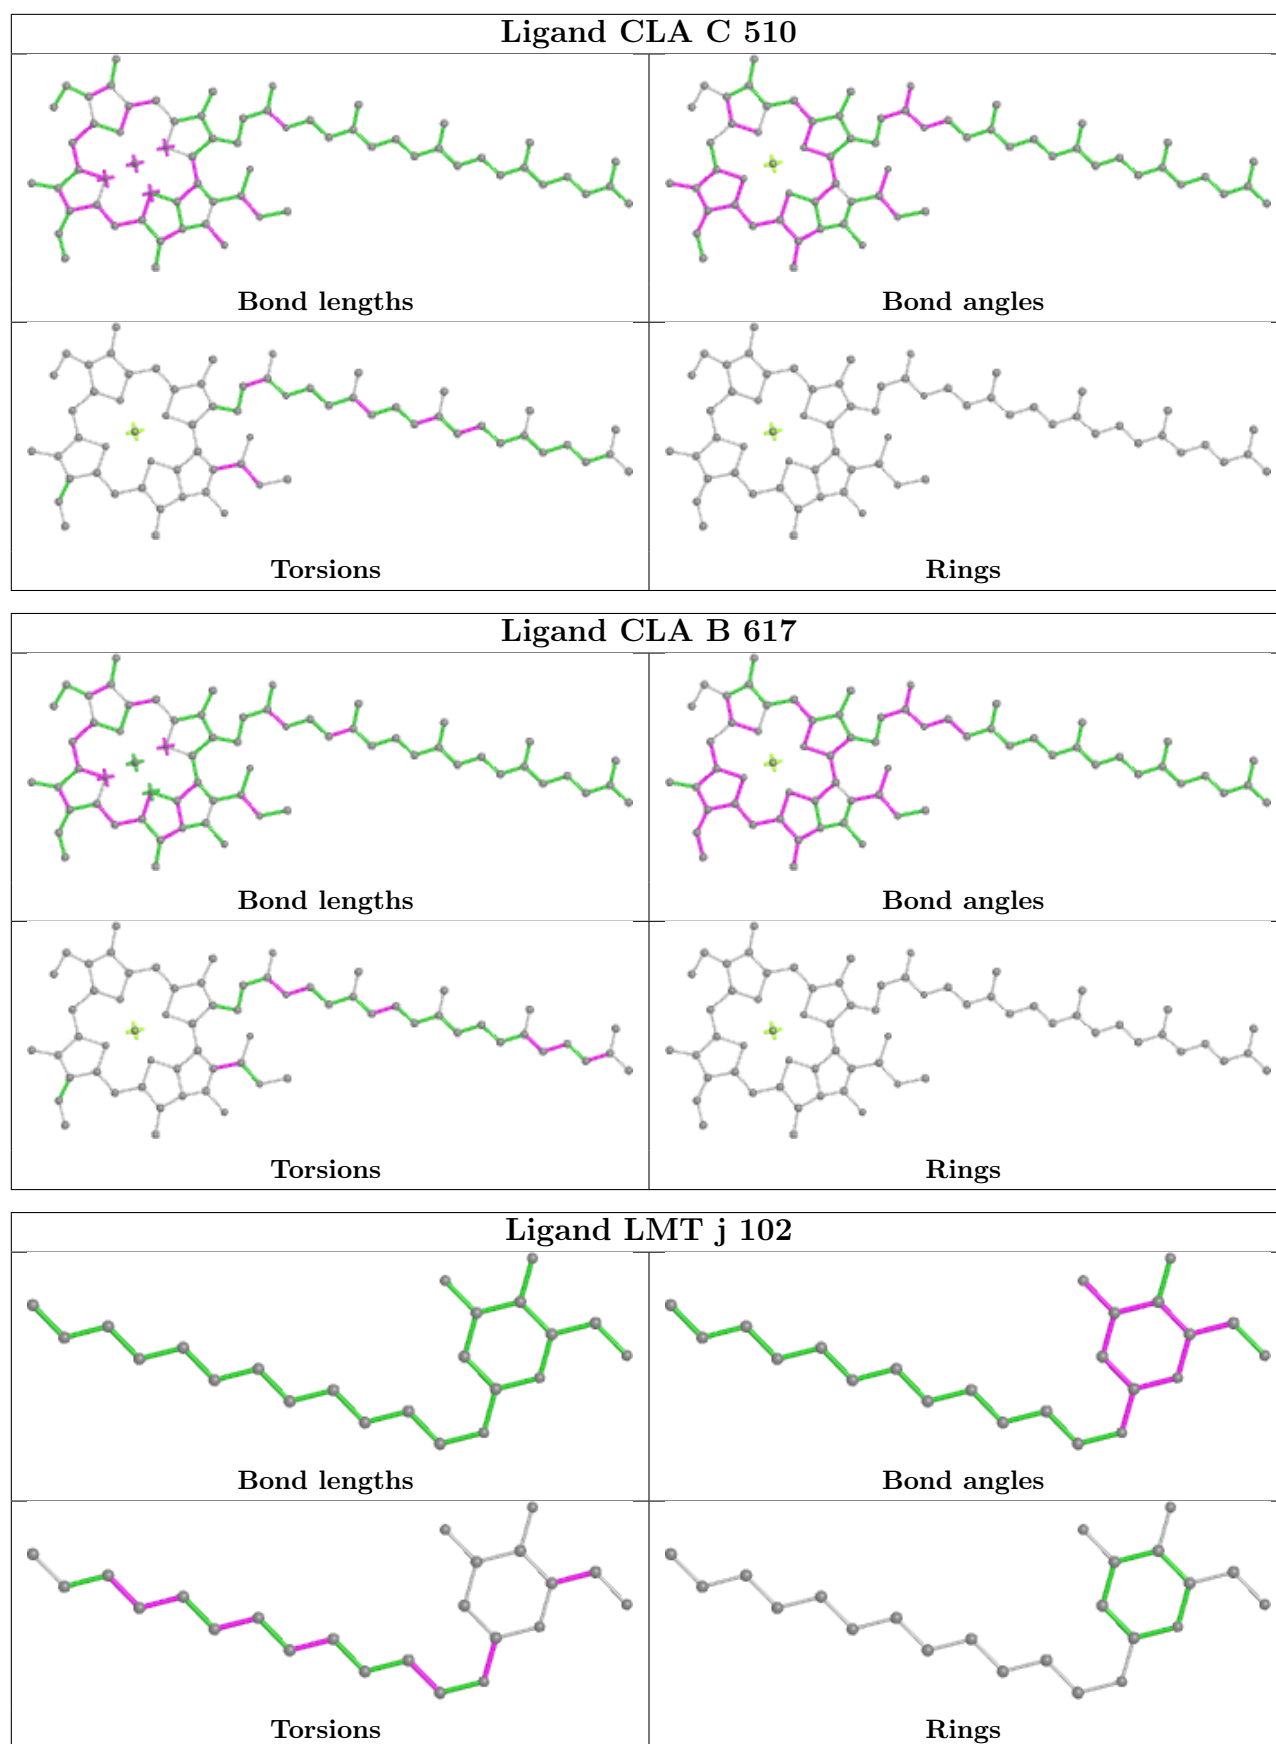 Ligand CLA C 510
Bond lengths
Bond angles
Torsions
Rings
Ligand CLA B 617
Bond lengths
Bond angles
Torsions
Rings
Ligand LMT j 102
Bond lengths
Bond angles
Torsions
Rings